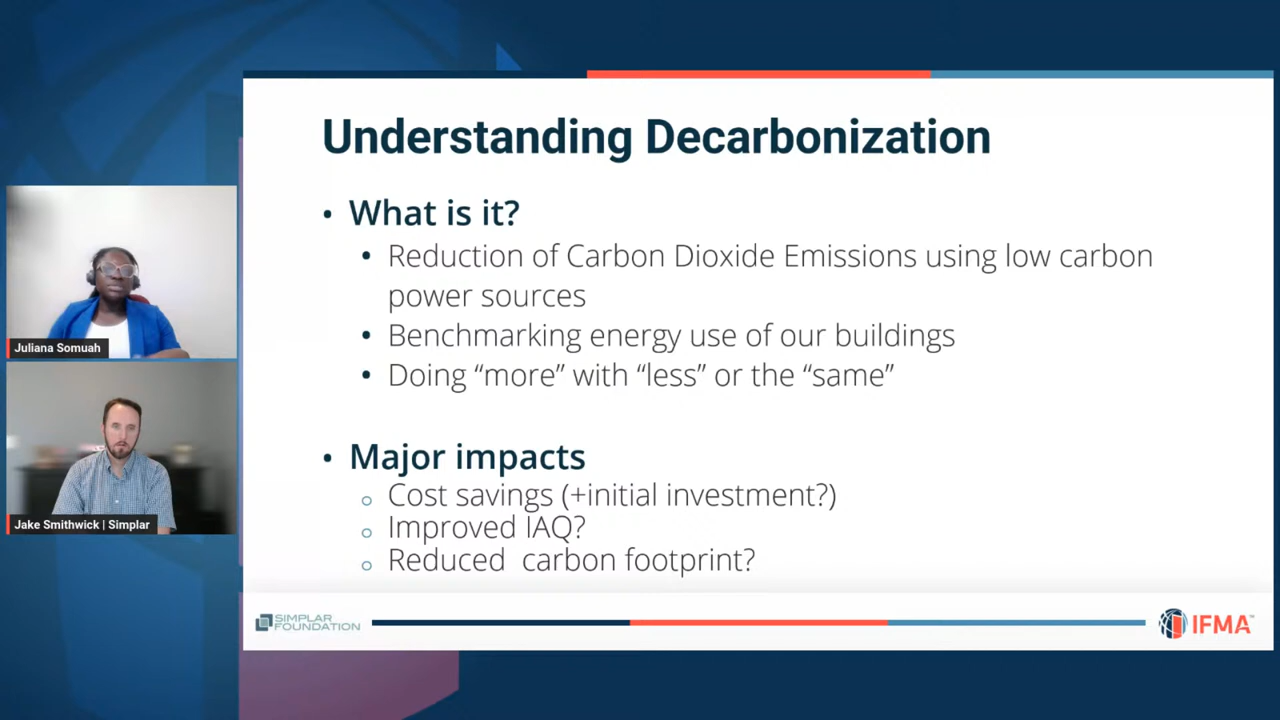 Understanding Decarbonization
• What is it?
• Reduction of Carbon Dioxide Emissions using low carbon
power sources
• Benchmarking energy use of our buildings
• Doing “more” with “less” or the “same”
• Major impacts
o Cost savings (+initial investment?)
o Improved IAQ?
o Reduced  carbon footprint?
Juliana Somuah
Jake Smithwick | Simplar
SIMPLAR
FOUNDATION
IFMA™